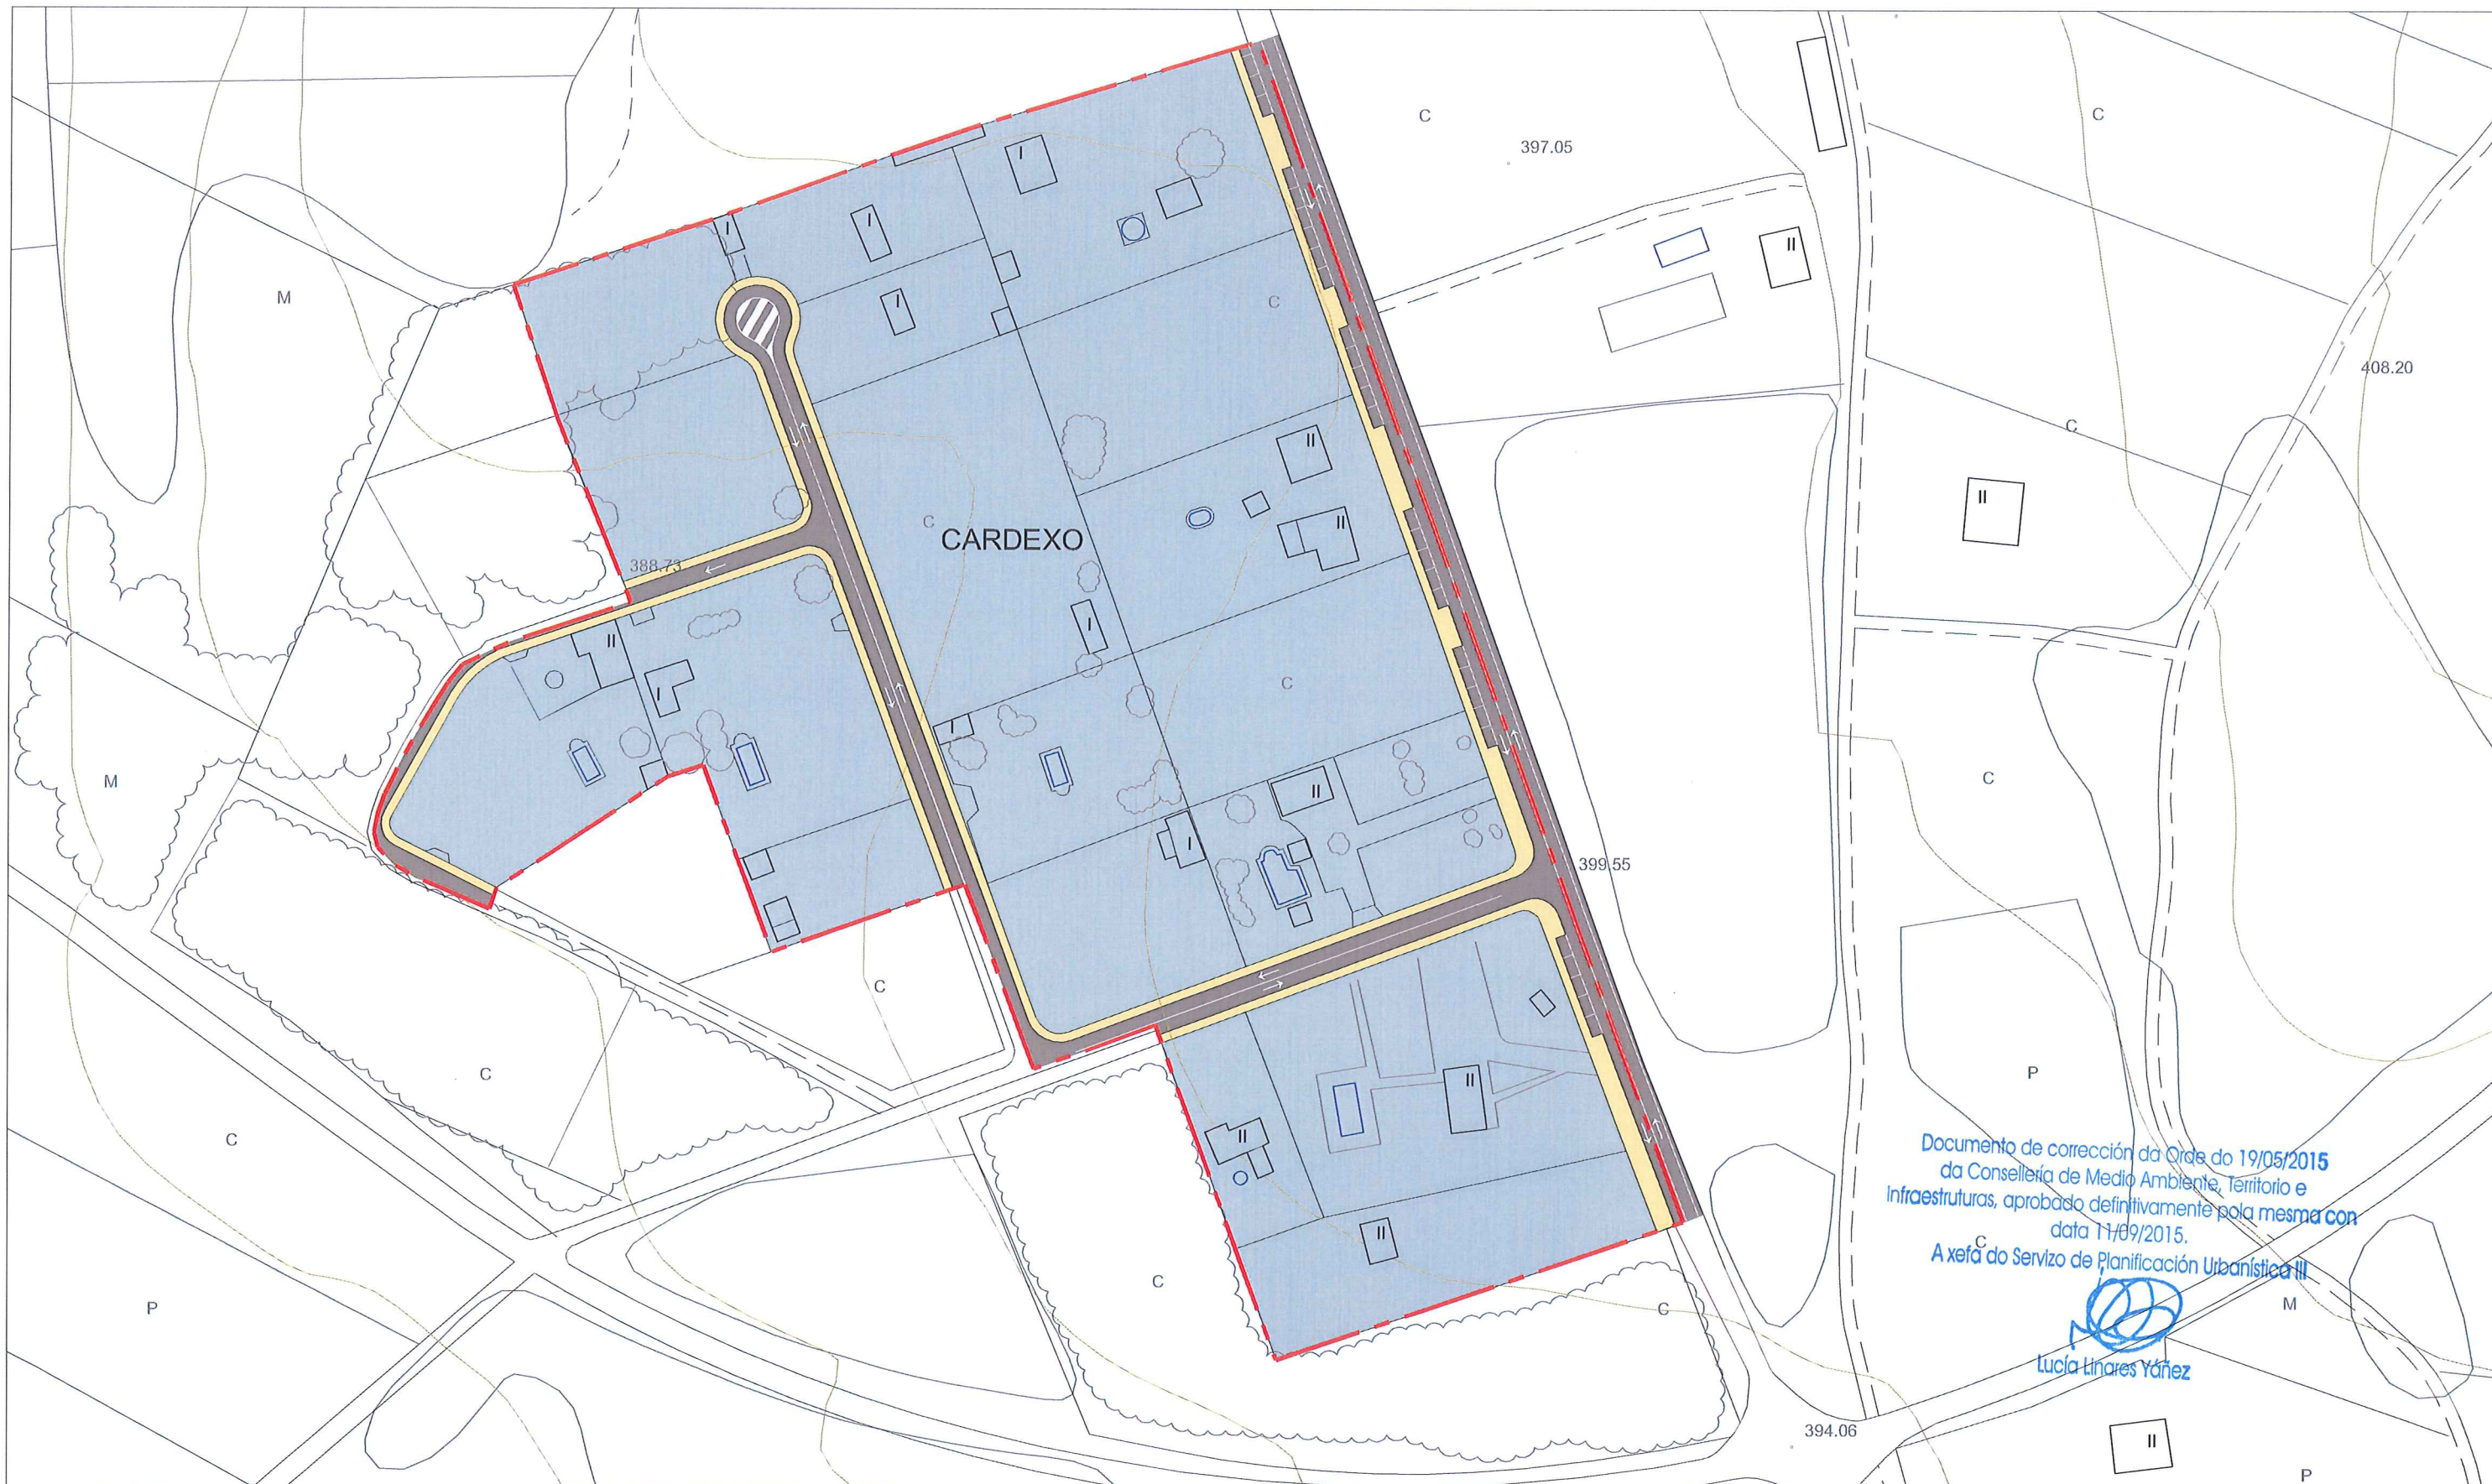 C
C
397.05
II
I
I
I
M
C
I
408.20
C
II
II
C
CARDEXO
II
388.73
I
II
C
I
I
M
C
II
I
399.55
C
C
P
II
C
II
Documento de corrección da Orde do 19/05/2015
da Consellería de Medio Ambiente, Territorio e
Infraestruturas, aprobado definitivamente pola mesma con
data 11/09/2015.
C
A xefa do Servizo de Planificación Urbanística III
II
C
M
P
C
Lucía Linares Yáñez
394.06
II
P